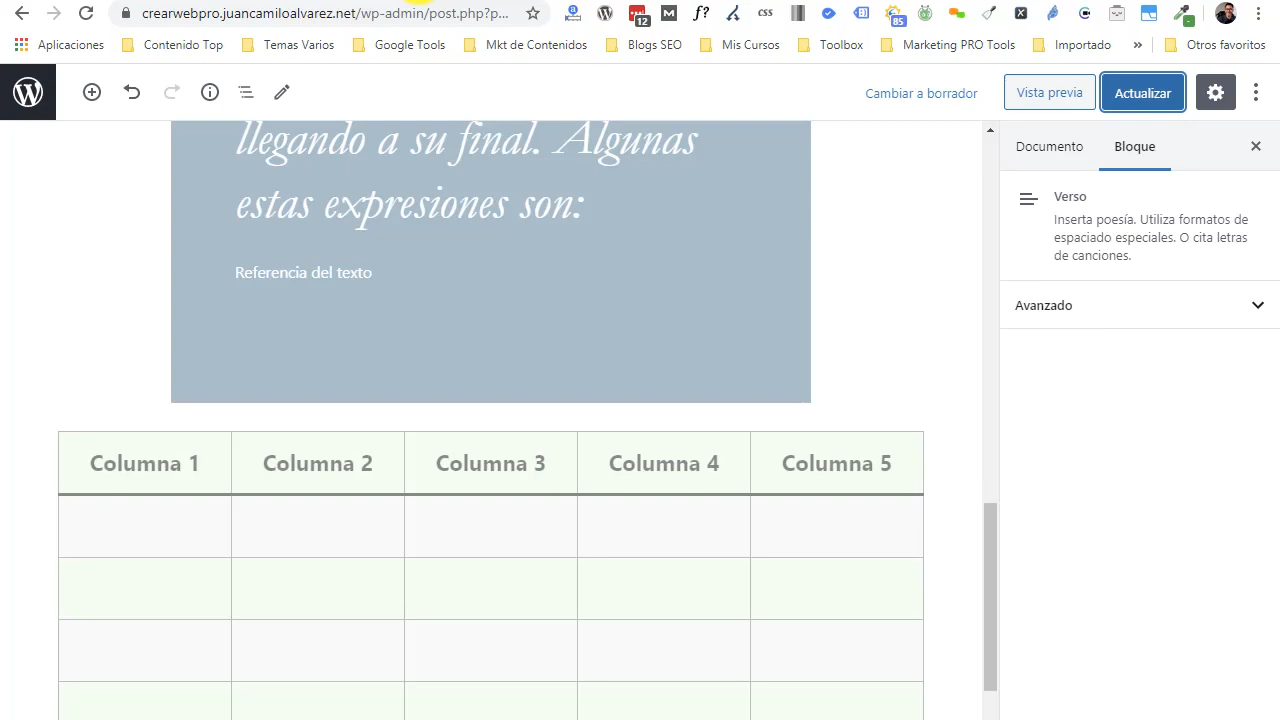 crearwebpro.juancamiloalvarez.net/wp-admin/post.php?p...
12
M
f?
css
85
X
C
-
Aplicaciones
Contenido Top
Temas Varios
Google Tools
Mkt de Contenidos
Blogs SEO
Mis Cursos
Toolbox
Marketing PRO Tools
Importado
»
Otros favoritos
Cambiar a borrador
Vista previa
Actualizar
llegando a su final. Algunas
estas expresiones son:
Referencia del texto
Columna 1
Columna 2
Columna 3
Columna 4
Columna 5
Documento
Bloque
Verso
Inserta poesía. Utiliza formatos de
espaciado especiales. O cita letras
de canciones.
Avanzado